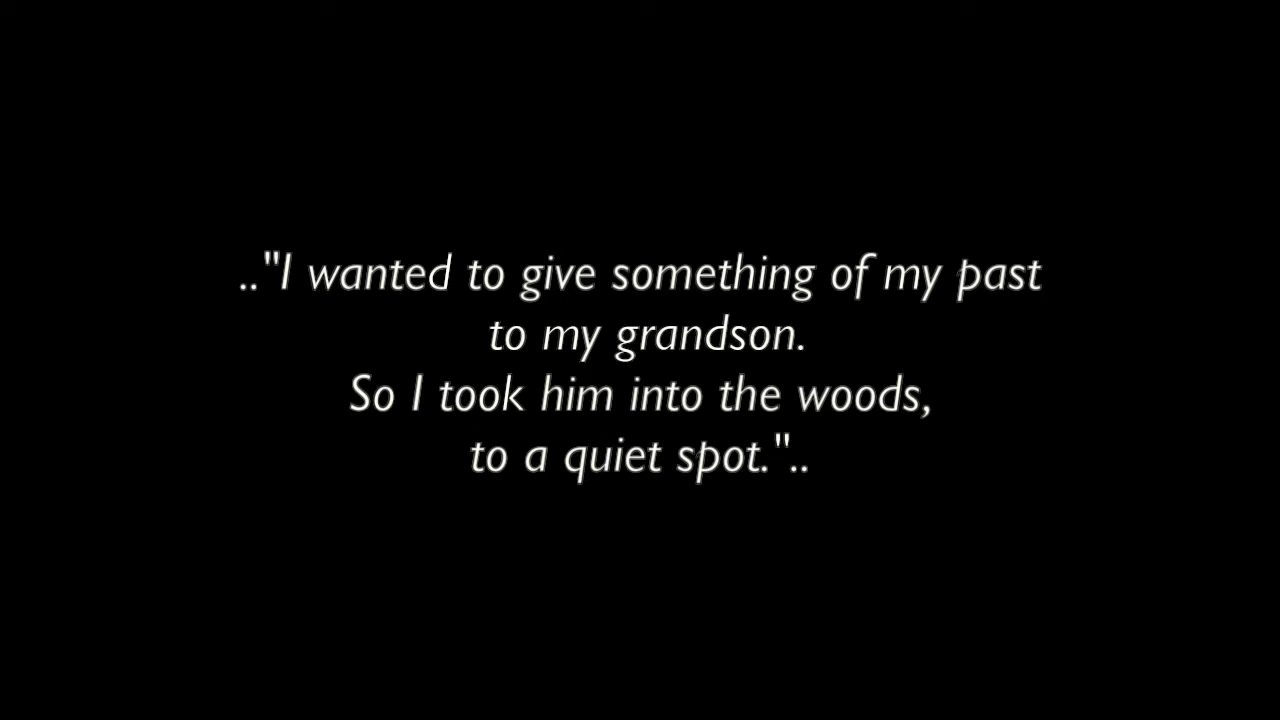 .."I wanted to give something of my past
to my grandson.
So I took him into the woods,
to a quiet spot."..